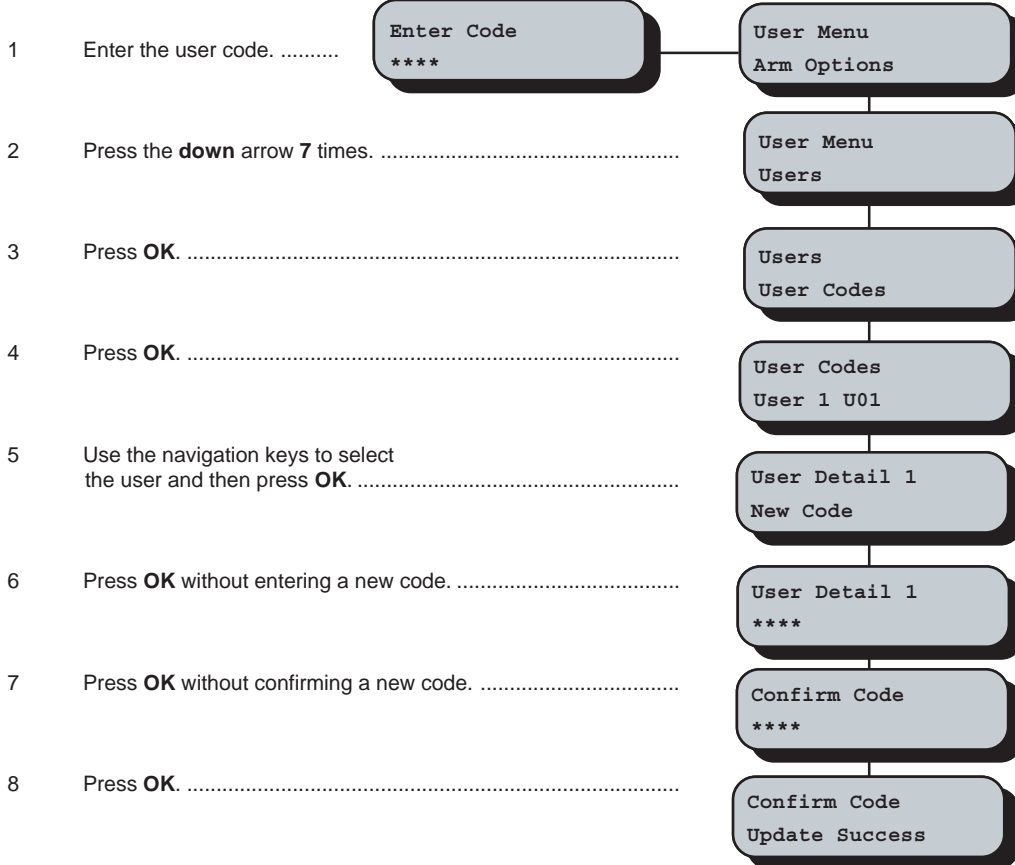 1 Enter the user code. ..........
Enter Code
****
User Menu
Arm Options
2 Press the down arrow 7 times. ...................................................
User Menu
Users
3 Press OK. ....................................................................................
Users
User Codes
4 Press OK. ....................................................................................
User Codes
User 1 U01
5 Use the navigation keys to select
the user and then press OK. .......................................................
User Detail 1
New Code
6 Press OK without entering a new code. ......................................
User Detail 1
****
7 Press OK without confirming a new code. ..................................
Confirm Code
****
8 Press OK. ....................................................................................
Confirm Code
Update Success